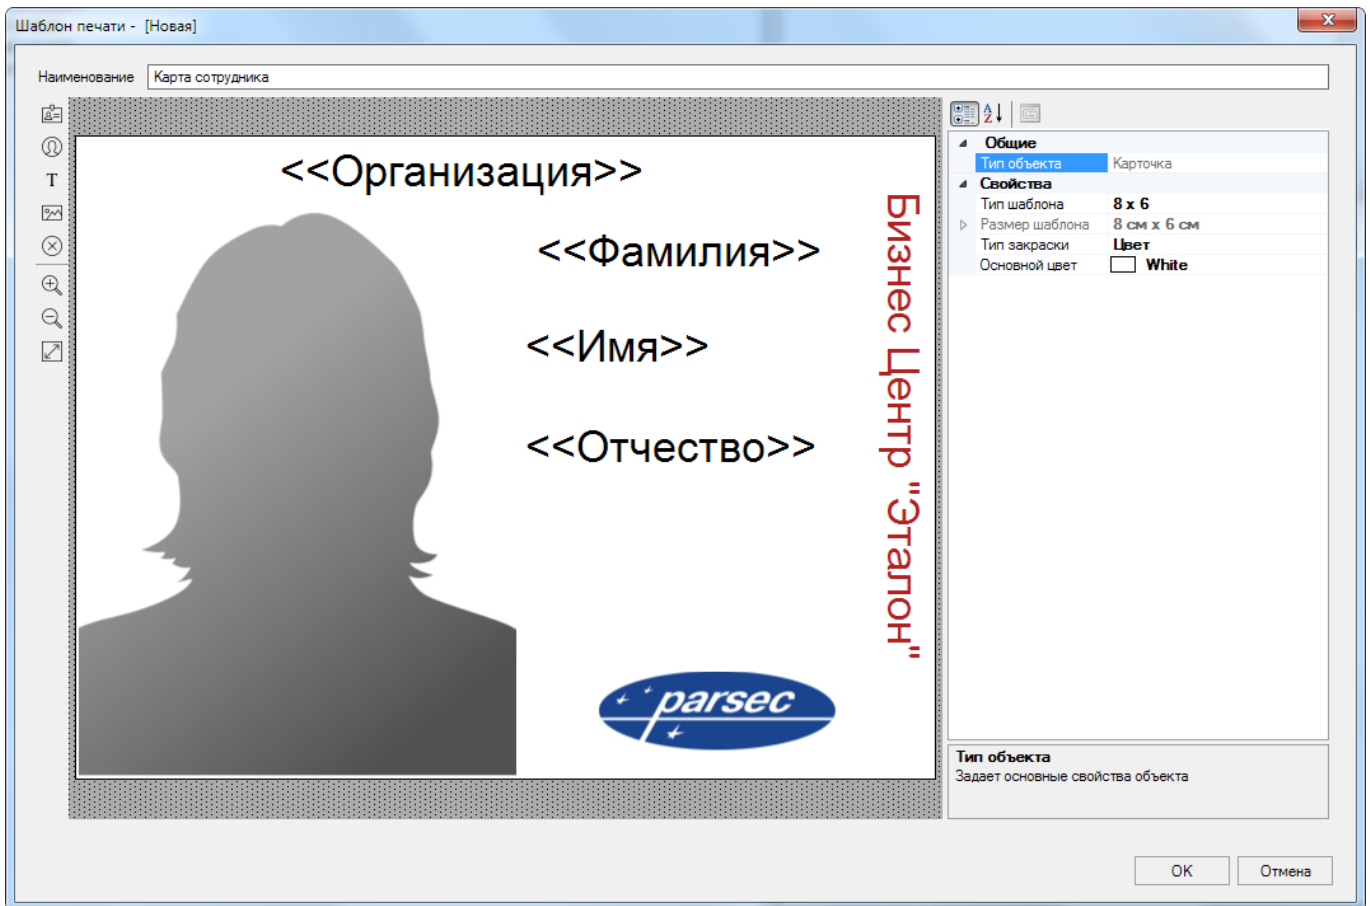 Шаблон печати - [Новая]
Наименование
Карта сотрудника
T
<<Организация>>
<<Фамилия>>
<<Имя>>
<<Отчество>>
Бизнес Центр "Эталон"
parsec
A
Z
Общие
Тип объекта Карточка
Свойства
Тип шаблона 8 x 6
Размер шаблона 8 см x 6 см
Тип закраски Цвет
Основной цвет White
Тип объекта
Задает основные свойства объекта
OK
Отмена